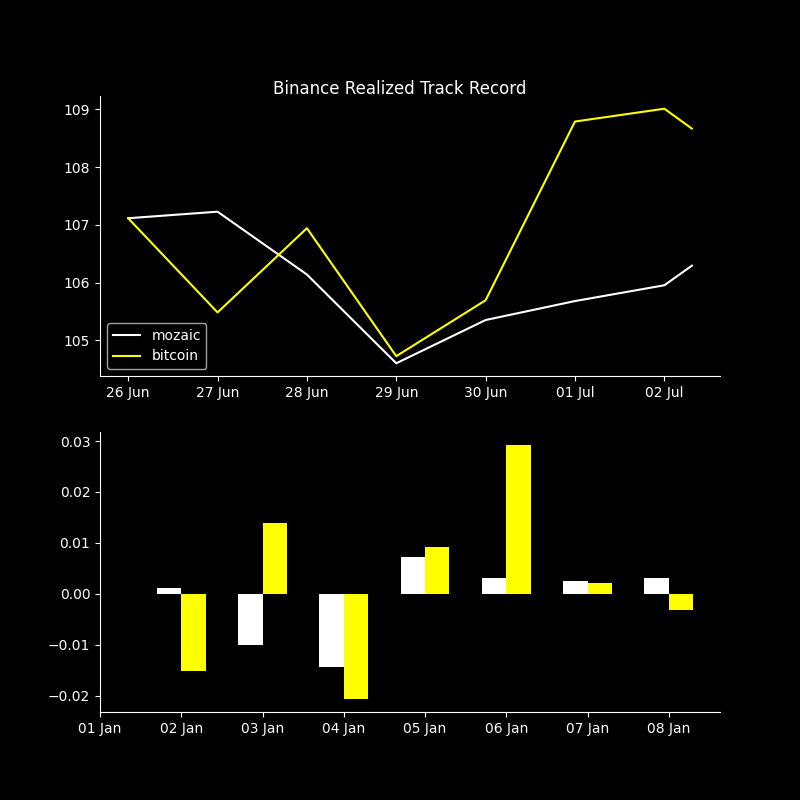 Binance Realized Track Record
109
108
107
106
105
mozaic
bitcoin
26 Jun 27 Jun 28 Jun 29 Jun 30 Jun 01 Jul 02 Jul
0.03
0.02
0.01
0.00
−0.01
−0.02
01 Jan 02 Jan 03 Jan 04 Jan 05 Jan 06 Jan 07 Jan 08 Jan